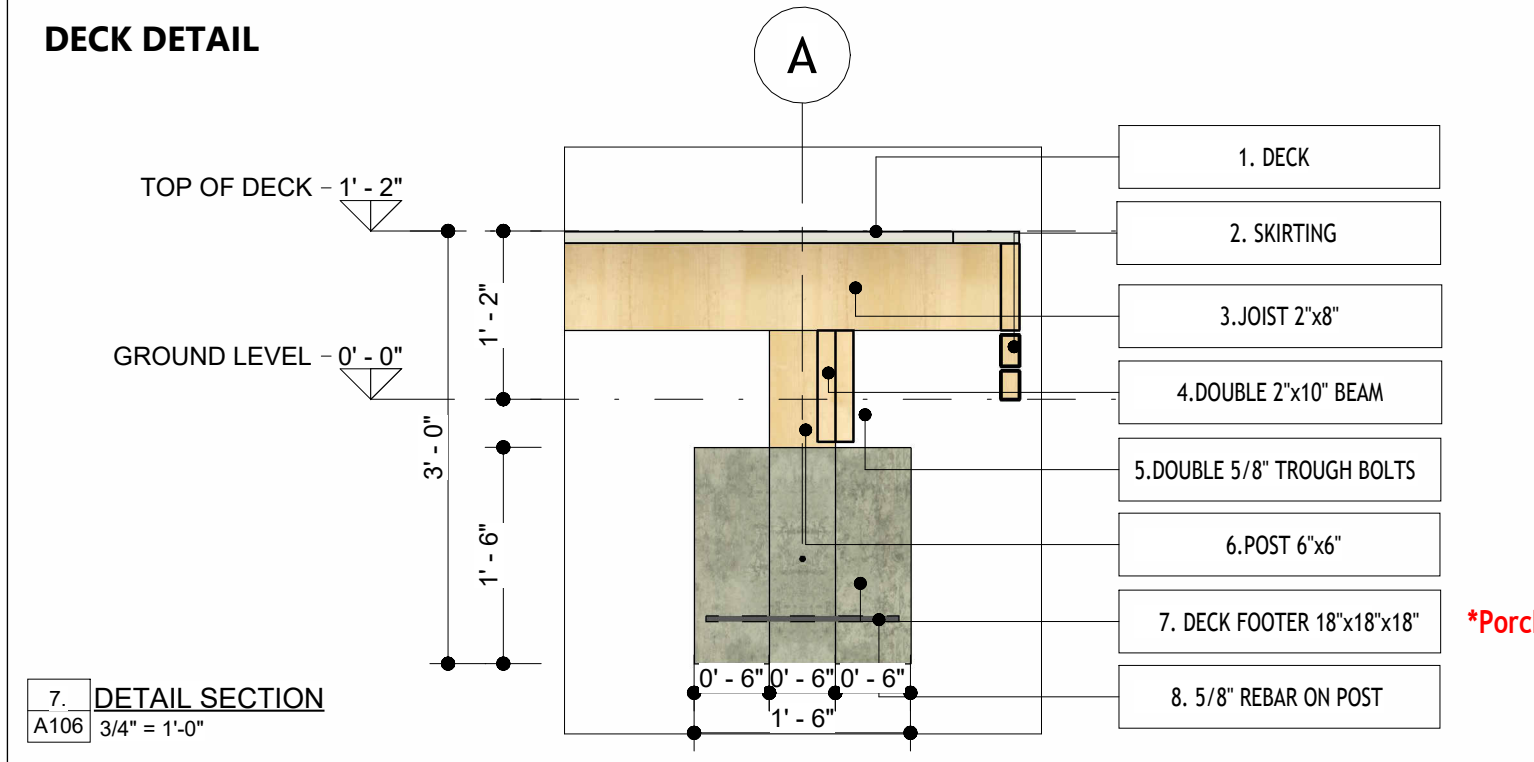 DECK DETAIL
A
TOP OF DECK
1' - 2"
GROUND LEVEL
0' - 0"
1' - 2"
3' - 0"
1' - 6"
0' - 6"
0' - 6"
0' - 6"
1' - 6"
1. DECK
2. SKIRTING
3.JOIST 2"x8"
4.DOUBLE 2"x10" BEAM
5.DOUBLE 5/8" TROUGH BOLTS
6.POST 6"x6"
7. DECK FOOTER 18"x18"x18"
8. 5/8" REBAR ON POST
7.
A106
DETAIL SECTION
3/4" = 1'-0"